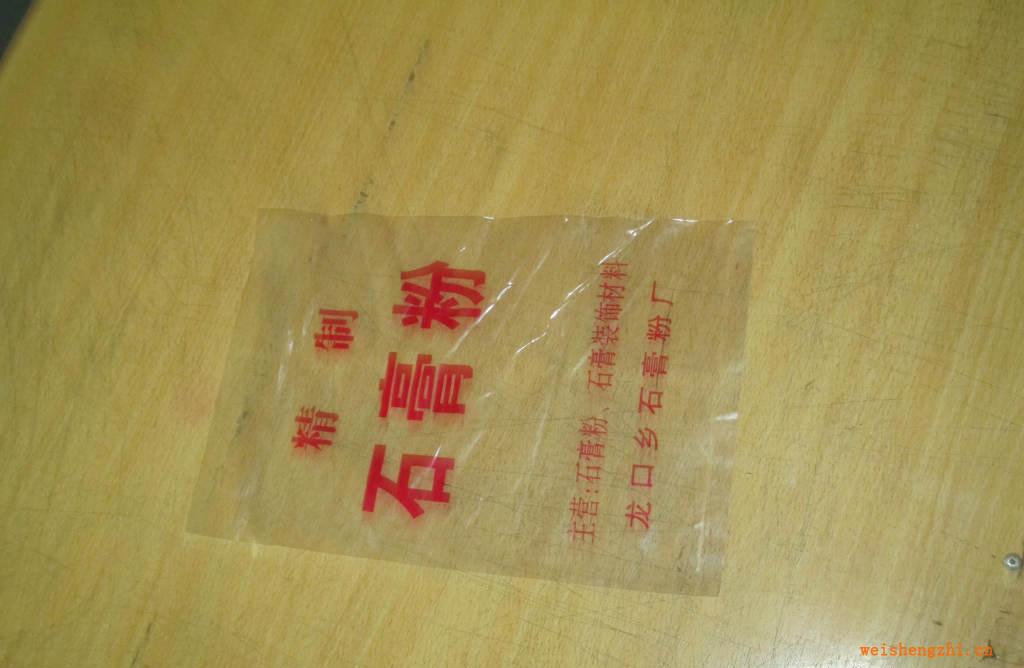 精 制
石膏粉
主营:石膏粉、石膏装饰材料
龙口乡石膏粉厂
weishengzhi.cn